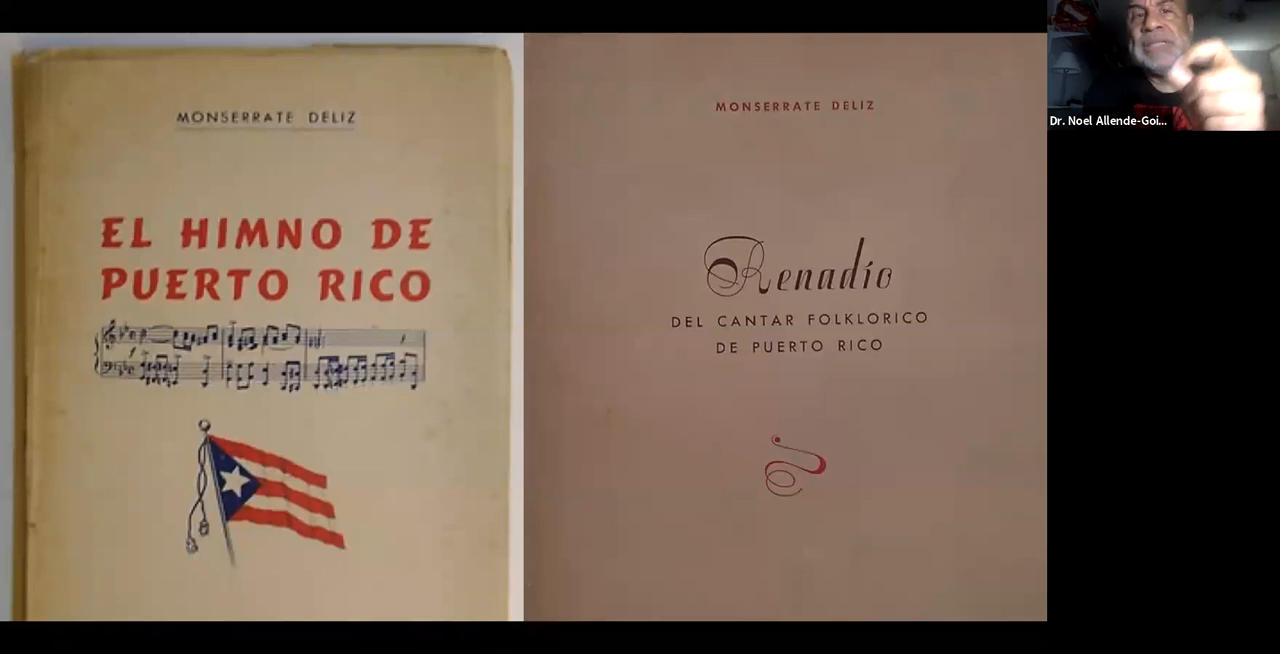 MONSERRATE DELIZ
EL HIMNO DE
PUERTO RICO
MONSERRATE DELIZ
Renadío
DEL CANTAR FOLKLORICO
DE PUERTO RICO
Dr. Noel Allende-Goi...